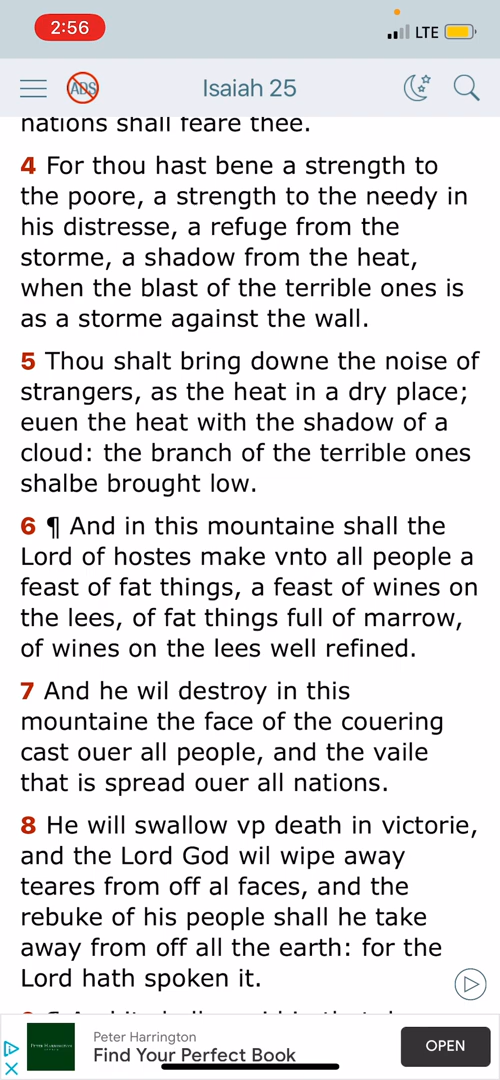 2:56
LTE
ADS
Isaiah 25
nations shall feare thee.
4 For thou hast bene a strength to
the poore, a strength to the needy in
his distresse, a refuge from the
storme, a shadow from the heat,
when the blast of the terrible ones is
as a storme against the wall.
5 Thou shalt bring downe the noise of
strangers, as the heat in a dry place;
euen the heat with the shadow of a
cloud: the branch of the terrible ones
shalbe brought low.
6 ¶ And in this mountaine shall the
Lord of hostes make vnto all people a
feast of fat things, a feast of wines on
the lees, of fat things full of marrow,
of wines on the lees well refined.
7 And he wil destroy in this
mountaine the face of the couering
cast ouer all people, and the vaile
that is spread ouer all nations.
8 He will swallow vp death in victorie,
and the Lord God wil wipe away
teares from off al faces, and the
rebuke of his people shall he take
away from off all the earth: for the
Lord hath spoken it.
PETER HARRINGTON
Peter Harrington
Find Your Perfect Book
OPEN